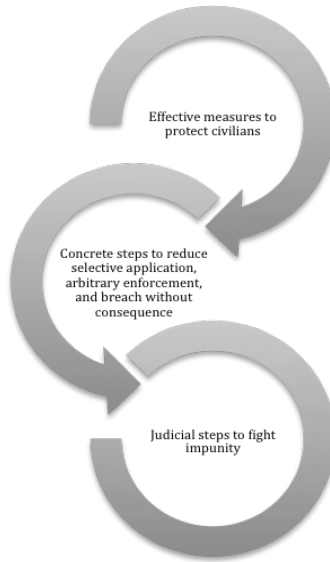 Effective measures to
protect civilians
Concrete steps to reduce
selective application,
arbitrary enforcement,
and breach without
consequence
Judicial steps to fight
impunity